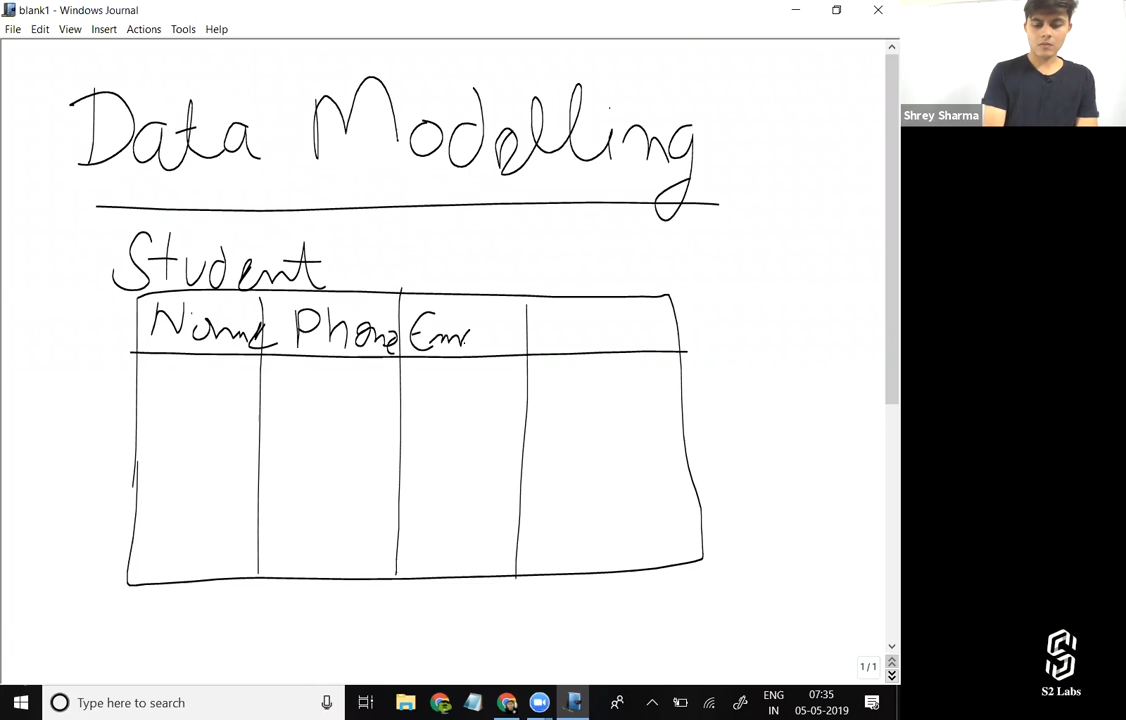 blank1 - Windows Journal
File Edit View Insert Actions Tools Help
Shrey Sharma
Data Modelling
Student
Name Phone Em
1/1
S2 Labs
Type here to search
ENG 07:35
IN 05-05-2019